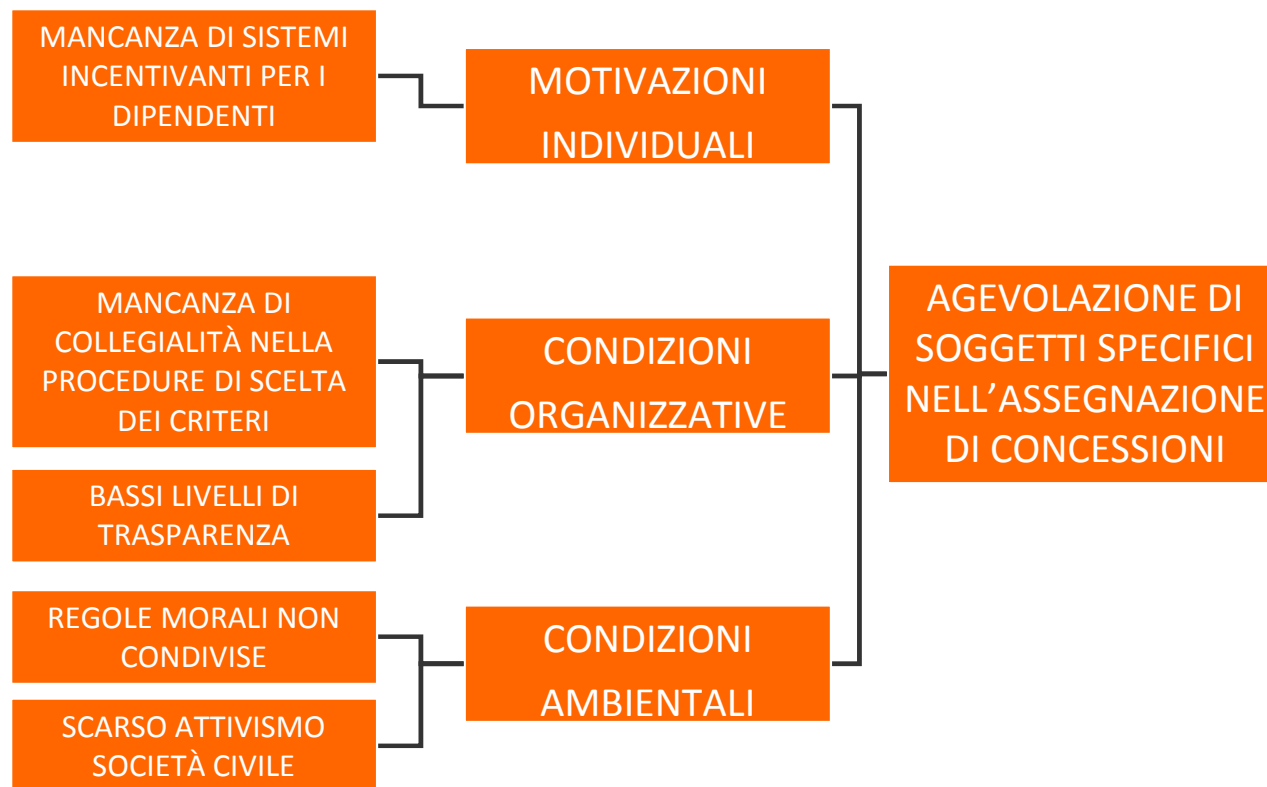 MANCANZA DI SISTEMI
INCENTIVANTI PER I
DIPENDENTI
MOTIVAZIONI
INDIVIDUALI
MANCANZA DI
COLLEGIALITÀ NELLA
PROCEDURE DI SCELTA
DEI CRITERI
BASSI LIVELLI DI
TRASPARENZA
CONDIZIONI
ORGANIZZATIVE
REGOLE MORALI NON
CONDIVISE
SCARSO ATTIVISMO
SOCIETÀ CIVILE
CONDIZIONI
AMBIENTALI
AGEVOLAZIONE DI
SOGGETTI SPECIFICI
NELL’ASSEGNAZIONE
DI CONCESSIONI